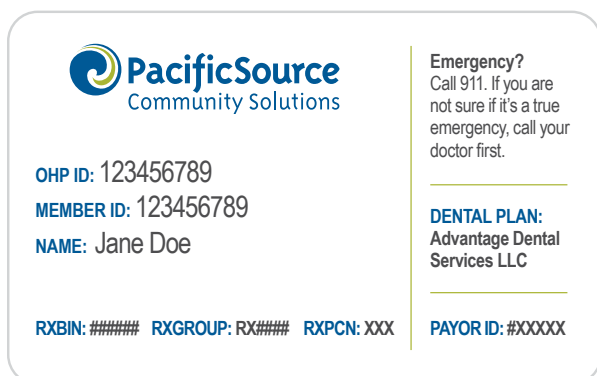 PacificSource
Community Solutions
OHP ID: 123456789
MEMBER ID: 123456789
NAME: Jane Doe
RXBIN: ###### RXGROUP: RX#### RXPCN: XXX
Emergency?
Call 911. If you are
not sure if it's a true
emergency, call your
doctor first.
DENTAL PLAN:
Advantage Dental
Services LLC
PAYOR ID: #XXXXX